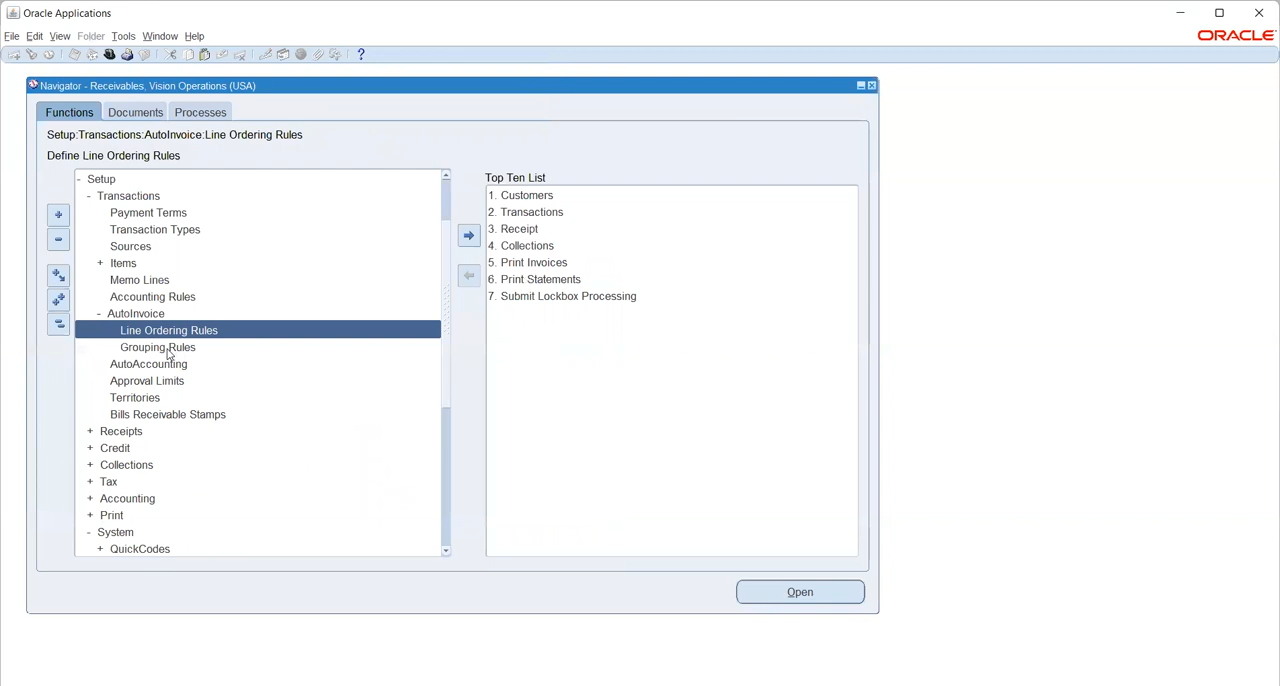 Oracle Applications
File Edit View Folder Tools Window Help
ORACLE
?
Navigator - Receivables, Vision Operations (USA)
Functions Documents Processes
Setup:Transactions:AutoInvoice:Line Ordering Rules
Define Line Ordering Rules
- Setup
- Transactions
Payment Terms
Transaction Types
Sources
+ Items
Memo Lines
Accounting Rules
- AutoInvoice
Line Ordering Rules
Grouping Rules
AutoAccounting
Approval Limits
Territories
Bills Receivable Stamps
+ Receipts
+ Credit
+ Collections
+ Tax
+ Accounting
+ Print
- System
+ QuickCodes
Top Ten List
1. Customers
2. Transactions
3. Receipt
4. Collections
5. Print Invoices
6. Print Statements
7. Submit Lockbox Processing
Open